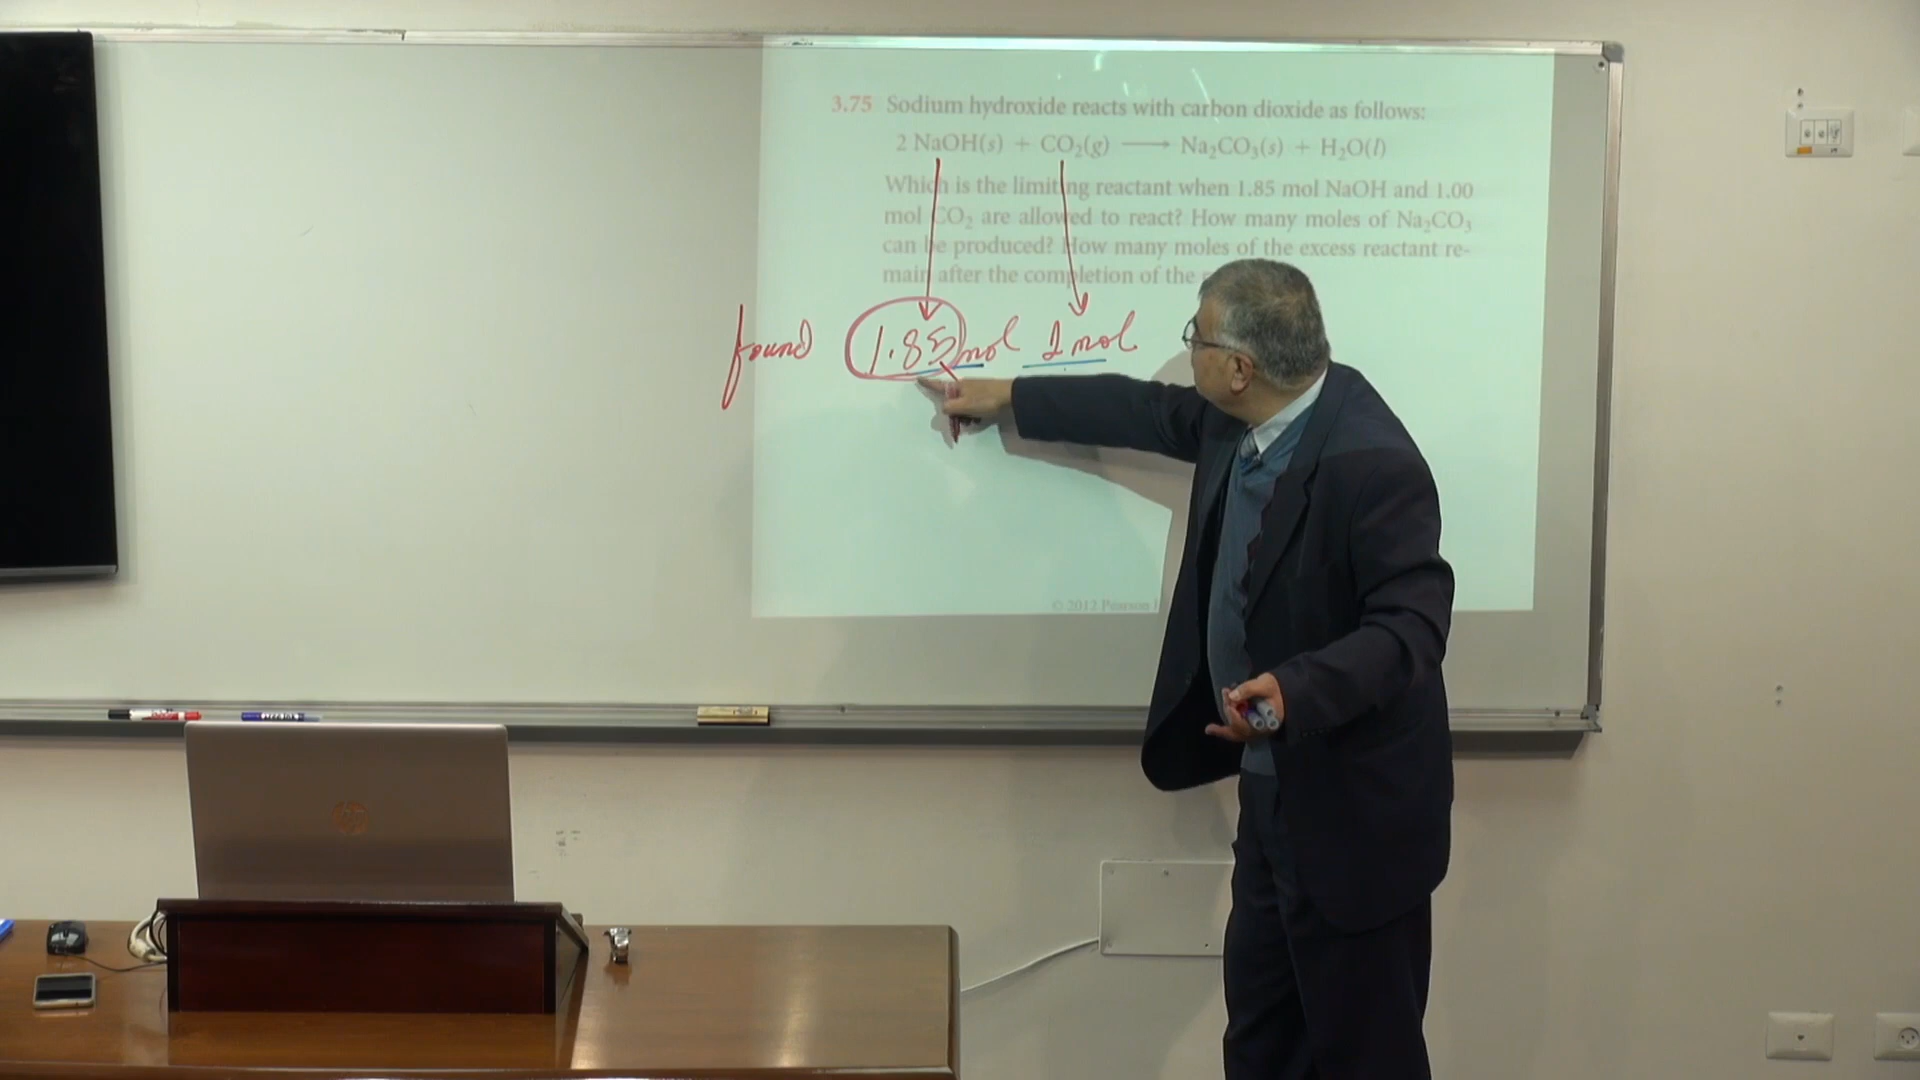 3.75 Sodium hydroxide reacts with carbon dioxide as follows:
2 NaOH(s) + CO₂(g) ⟶ Na₂CO₃(s) + H₂O(l)
Which is the limiting reactant when 1.85 mol NaOH and 1.00
mol CO₂ are allowed to react? How many moles of Na₂CO₃
can be produced? How many moles of the excess reactant re-
main after the completion of the
found 1.85 mol 1 mol
© 2012 Pearson
hp